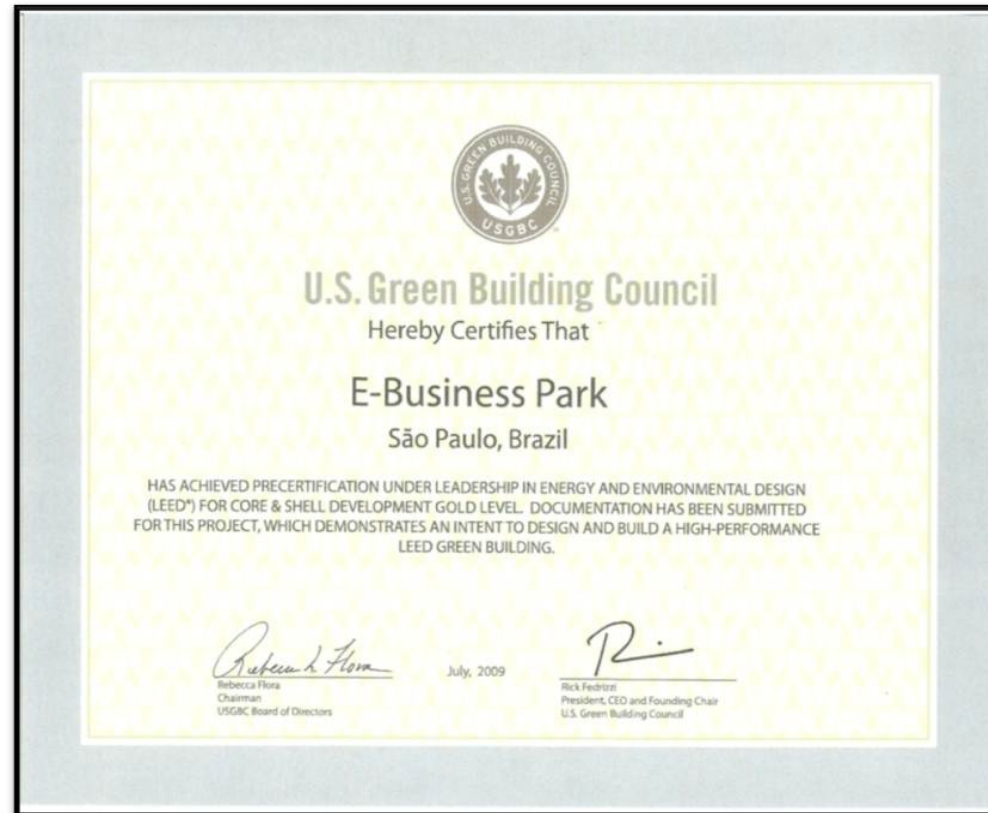 U.S. GREEN BUILDING COUNCIL
USGBC
U.S. Green Building Council
Hereby Certifies That
E-Business Park
São Paulo, Brazil
HAS ACHIEVED PRECERTIFICATION UNDER LEADERSHIP IN ENERGY AND ENVIRONMENTAL DESIGN
(LEED®) FOR CORE & SHELL DEVELOPMENT GOLD LEVEL. DOCUMENTATION HAS BEEN SUBMITTED
FOR THIS PROJECT, WHICH DEMONSTRATES AN INTENT TO DESIGN AND BUILD A HIGH-PERFORMANCE
LEED GREEN BUILDING.
Rebecca L Flora
July, 2009
Rebecca Flora
Chairman
USGBC Board of Directors
Rick Fedrizzi
President, CEO and Founding Chair
U.S. Green Building Council